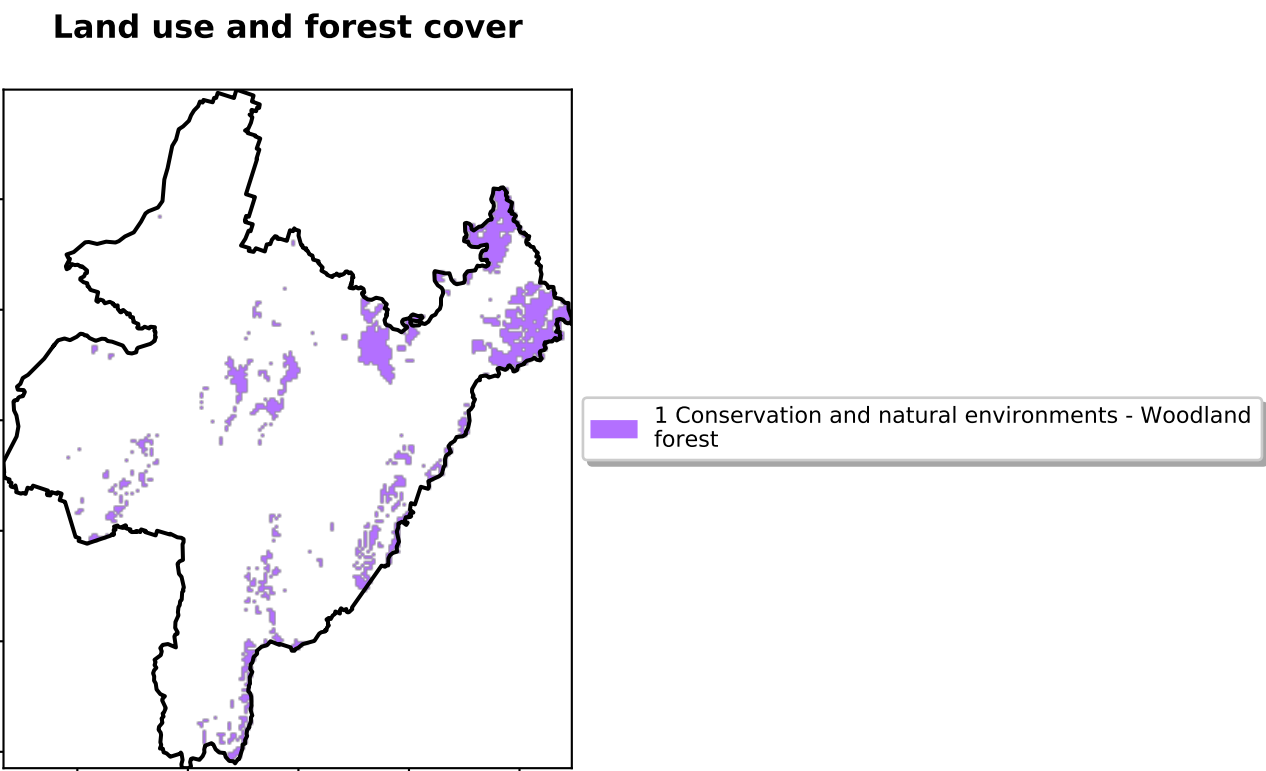 Land use and forest cover
1 Conservation and natural environments - Woodland
forest